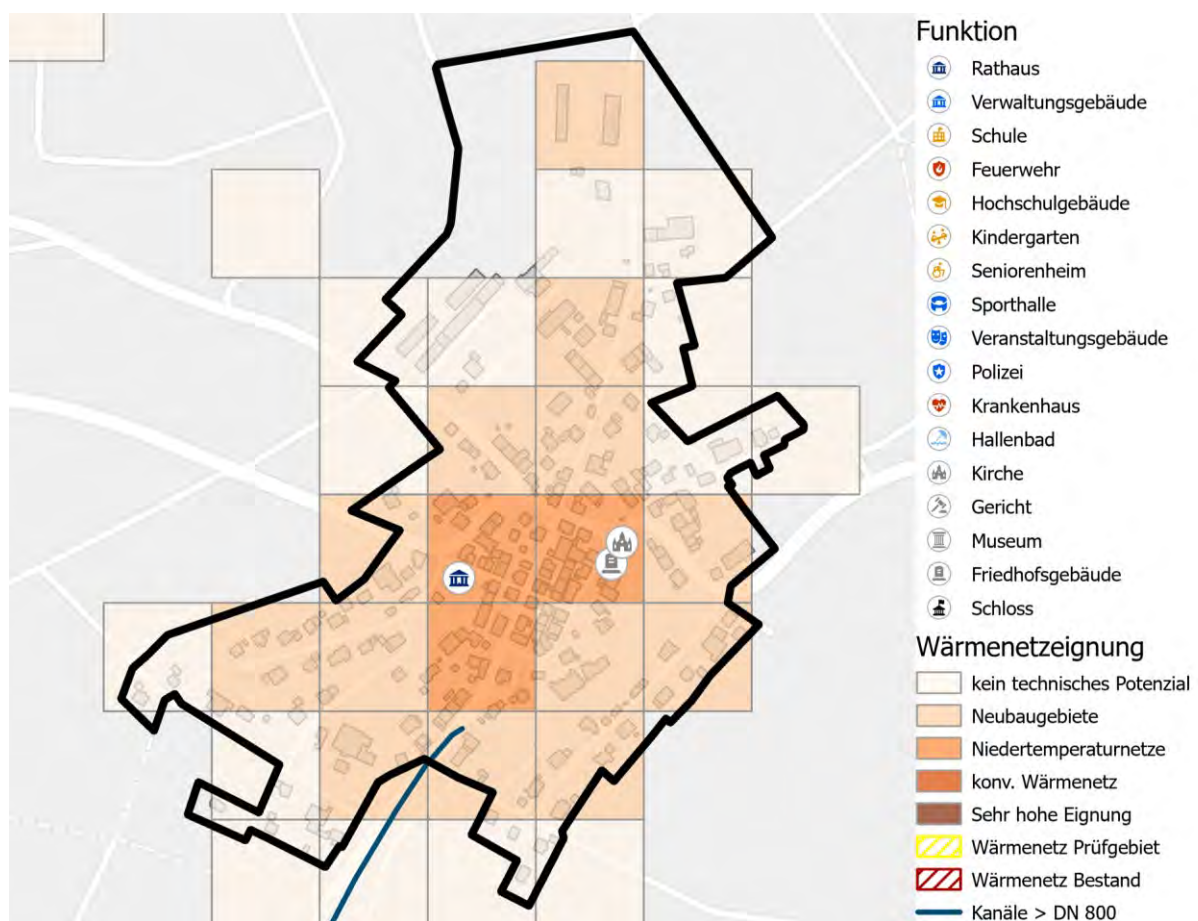 Funktion
Rathaus
Verwaltungsgebäude
Schule
Feuerwehr
Hochschulgebäude
Kindergarten
Seniorenheim
Sporthalle
Veranstaltungsgebäude
Polizei
Krankenhaus
Hallenbad
Kirche
Gericht
Museum
Friedhofsgebäude
Schloss
Wärmenetzeignung
kein technisches Potenzial
Neubaugebiete
Niedertemperaturnetze
konv. Wärmenetz
Sehr hohe Eignung
Wärmenetz Prüfgebiet
Wärmenetz Bestand
Kanäle > DN 800